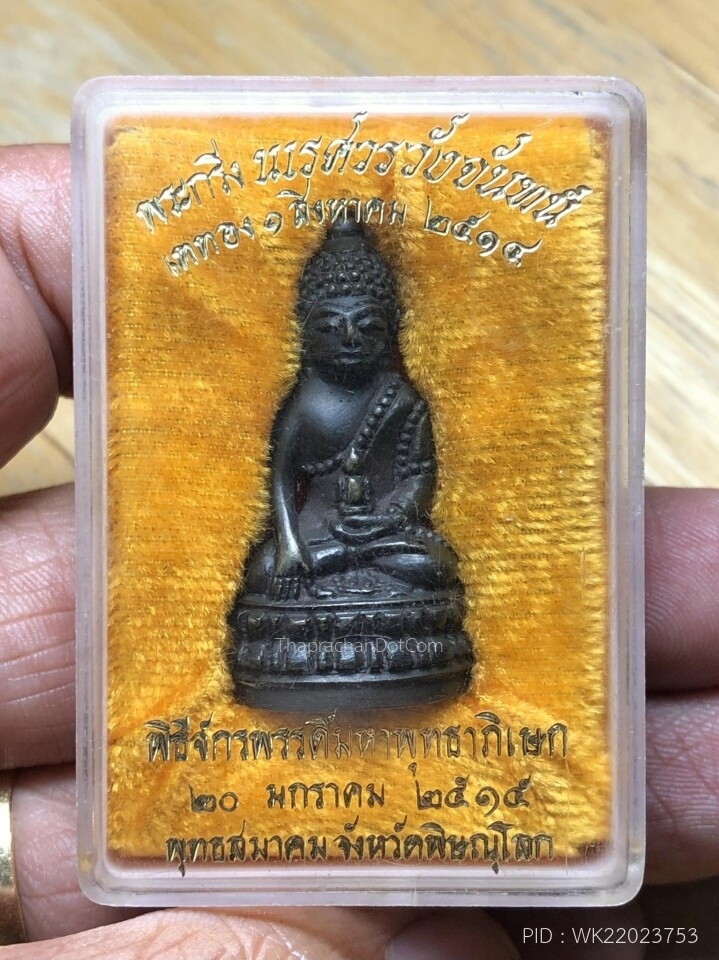 พระกริ่ง นเรศวรวังจันทน์
เททอง ๑ สิงหาคม ๒๕๑๔
ThaprachanDotCom
พิธีจักรพรรดิ์มหาพุทธาภิเษก
๒๐ มกราคม ๒๕๑๕
พุทธสมาคมจังหวัดพิษณุโลก
PID : WK22023753